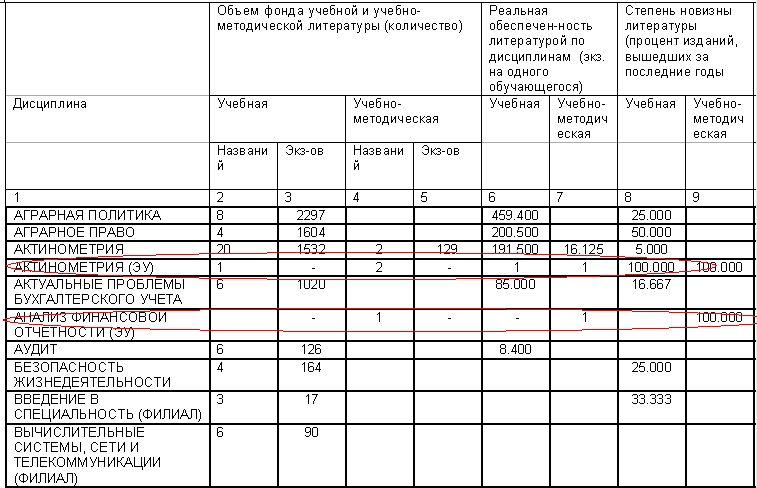 Объем фонда учебной и учебно-
методической литературы (количество)
Реальная
обеспечен-ность
литературой по
дисциплинам (экз.
на одного
обучающегося)
Степень новизны
литературы
(процент изданий,
вышедших за
последние годы
Дисциплина
Учебная
Учебно-
методическая
Учебная
Учебно-
методич
еская
Учебная
Учебно-
методич
еская
Названи
й
Экз-ов
Названи
й
Экз-ов
1 2 3 4 5 6 7 8 9
АГРАРНАЯ ПОЛИТИКА 8 2297 459.400 25.000
АГРАРНОЕ ПРАВО 4 1604 200.500 50.000
АКТИНОМЕТРИЯ 20 1532 2 129 191.500 16.125 5.000
АКТИНОМЕТРИЯ (ЭУ) 1 - 2 - 1 1 100.000 100.000
АКТУАЛЬНЫЕ ПРОБЛЕМЫ 6 1020 85.000 16.667
БУХГАЛТЕРСКОГО УЧЕТА
АНАЛИЗ ФИНАНСОВОЙ - 1 - - 1 100.000
ОТЧЕТНОСТИ (ЭУ)
АУДИТ 6 126 8.400
БЕЗОПАСНОСТЬ 4 164 25.000
ЖИЗНЕДЕЯТЕЛЬНОСТИ
ВВЕДЕНИЕ В 3 17 33.333
СПЕЦИАЛЬНОСТЬ (ФИЛИАЛ)
ВЫЧИСЛИТЕЛЬНЫЕ 6 90
СИСТЕМЫ, СЕТИ И
ТЕЛЕКОММУНИКАЦИИ
(ФИЛИАЛ)